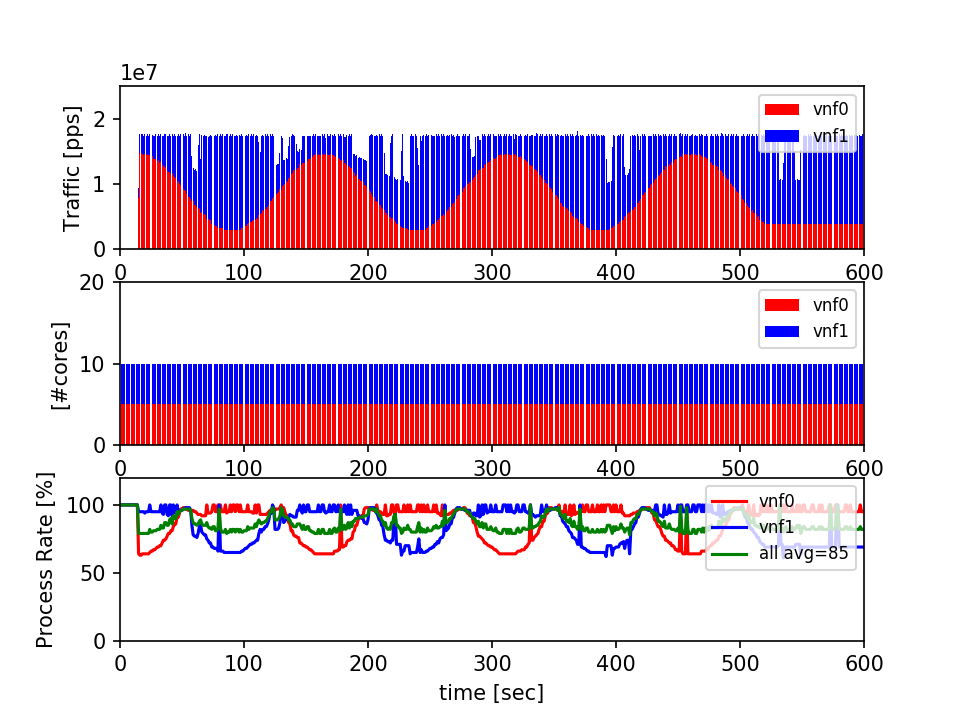 1e7
Traffic [pps]
2
1
0
vnf0
vnf1
0 100 200 300 400 500 600
[#cores]
20
10
0
vnf0
vnf1
0 100 200 300 400 500 600
Process Rate [%]
100
50
0
vnf0
vnf1
all avg=85
0 100 200 300 400 500 600
time [sec]